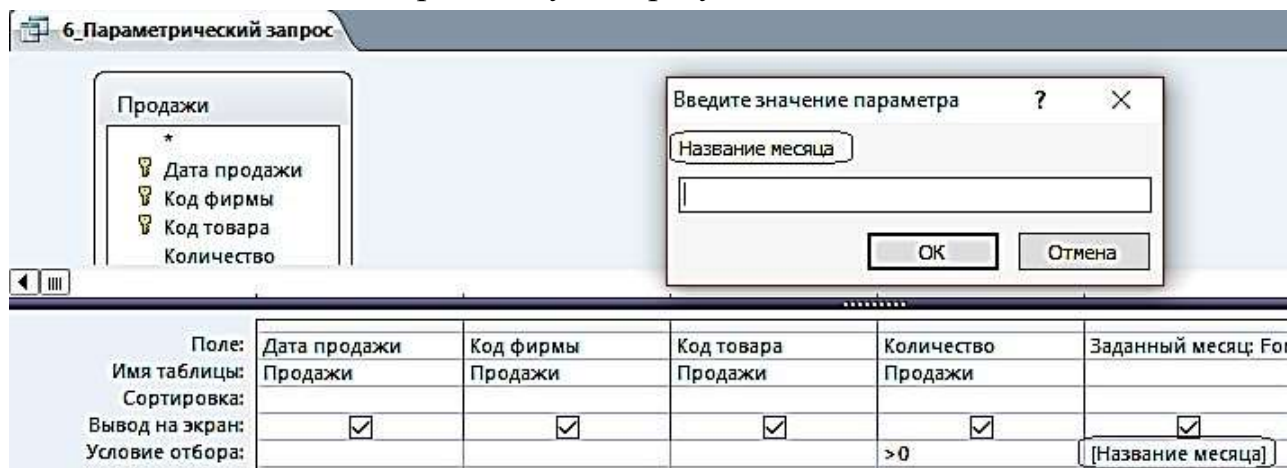 6_Параметрический запрос
Продажи
*
Дата продажи
Код фирмы
Код товара
Количество
Введите значение параметра ? ×
Название месяца
ОК Отмена
Поле: Дата продажи Код фирмы Код товара Количество Заданный месяц: For
Имя таблицы: Продажи Продажи Продажи Продажи
Сортировка:
Вывод на экран:
Условие отбора: >0 [Название месяца]